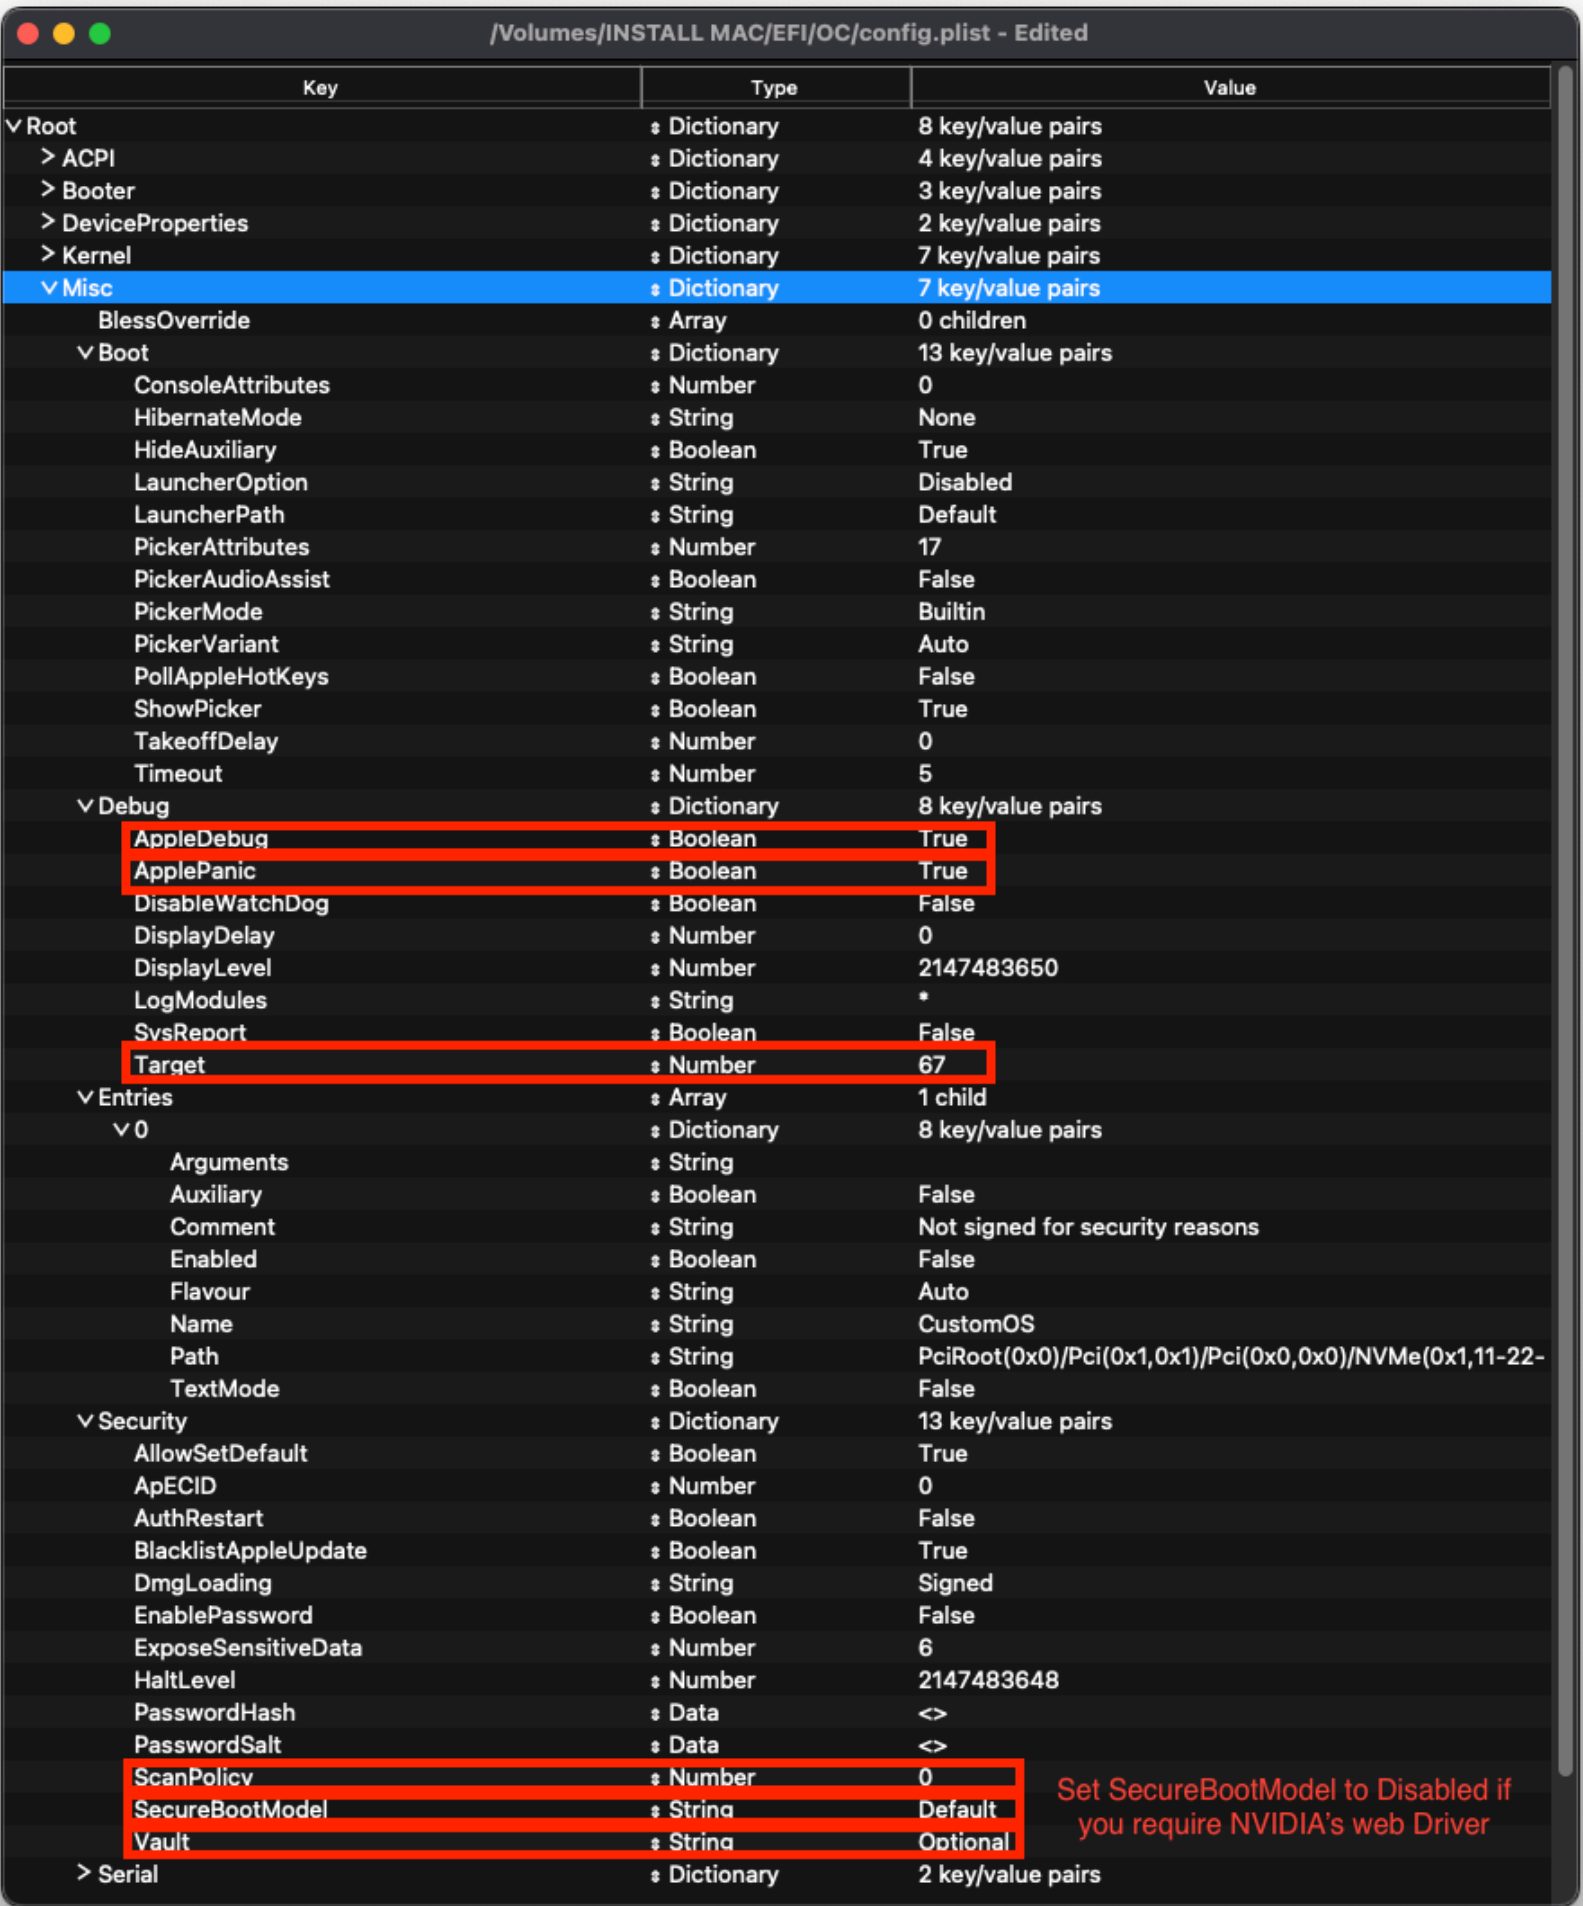 /Volumes/INSTALL MAC/EFI/OC/config.plist - Edited
Key Type Value
Root Dictionary 8 key/value pairs
ACPI Dictionary 4 key/value pairs
Booter Dictionary 3 key/value pairs
DeviceProperties Dictionary 2 key/value pairs
Kernel Dictionary 7 key/value pairs
Misc Dictionary 7 key/value pairs
BlessOverride Array 0 children
Boot Dictionary 13 key/value pairs
ConsoleAttributes Number 0
HibernateMode String None
HideAuxiliary Boolean True
LauncherOption String Disabled
LauncherPath String Default
PickerAttributes Number 17
PickerAudioAssist Boolean False
PickerMode String Builtin
PickerVariant String Auto
PollAppleHotKeys Boolean False
ShowPicker Boolean True
TakeoffDelay Number 0
Timeout Number 5
Debug Dictionary 8 key/value pairs
AppleDebug Boolean True
ApplePanic Boolean True
DisableWatchDog Boolean False
DisplayDelay Number 0
DisplayLevel Number 2147483650
LogModules String *
SysReport Boolean False
Target Number 67
Entries Array 1 child
0 Dictionary 8 key/value pairs
Arguments String
Auxiliary Boolean False
Comment String Not signed for security reasons
Enabled Boolean False
Flavour String Auto
Name String CustomOS
Path String PciRoot(0x0)/Pci(0x1,0x1)/Pci(0x0,0x0)/NVMe(0x1,11-22-
TextMode Boolean False
Security Dictionary 13 key/value pairs
AllowSetDefault Boolean True
ApECID Number 0
AuthRestart Boolean False
BlacklistAppleUpdate Boolean True
DmgLoading String Signed
EnablePassword Boolean False
ExposeSensitiveData Number 6
HaltLevel Number 2147483648
PasswordHash Data <>
PasswordSalt Data <>
ScanPolicy Number 0
SecureBootModel String Default
Vault String Optional
Set SecureBootModel to Disabled if
you require NVIDIA's web Driver
Serial Dictionary 2 key/value pairs